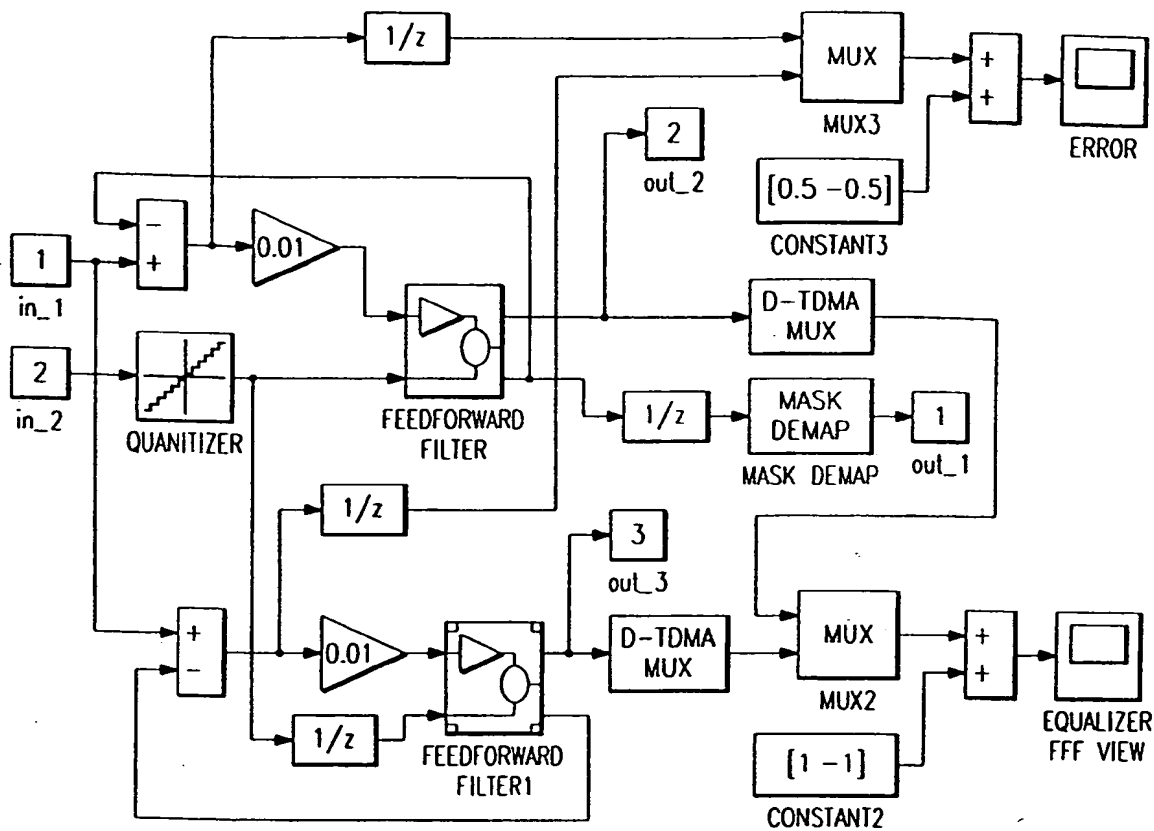 1/z
MUX
MUX3
+
+
ERROR
2
out_2
[0.5 -0.5]
CONSTANT3
-
+
0.01
1
in_1
D-TDMA
MUX
FEEDFORWARD
FILTER
2
in_2
QUANITIZER
1/z
MASK
DEMAP
MASK DEMAP
1
out_1
1/z
3
out_3
+
-
0.01
FEEDFORWARD
FILTER1
D-TDMA
MUX
MUX
MUX2
+
+
EQUALIZER
FFF VIEW
1/z
[1 -1]
CONSTANT2